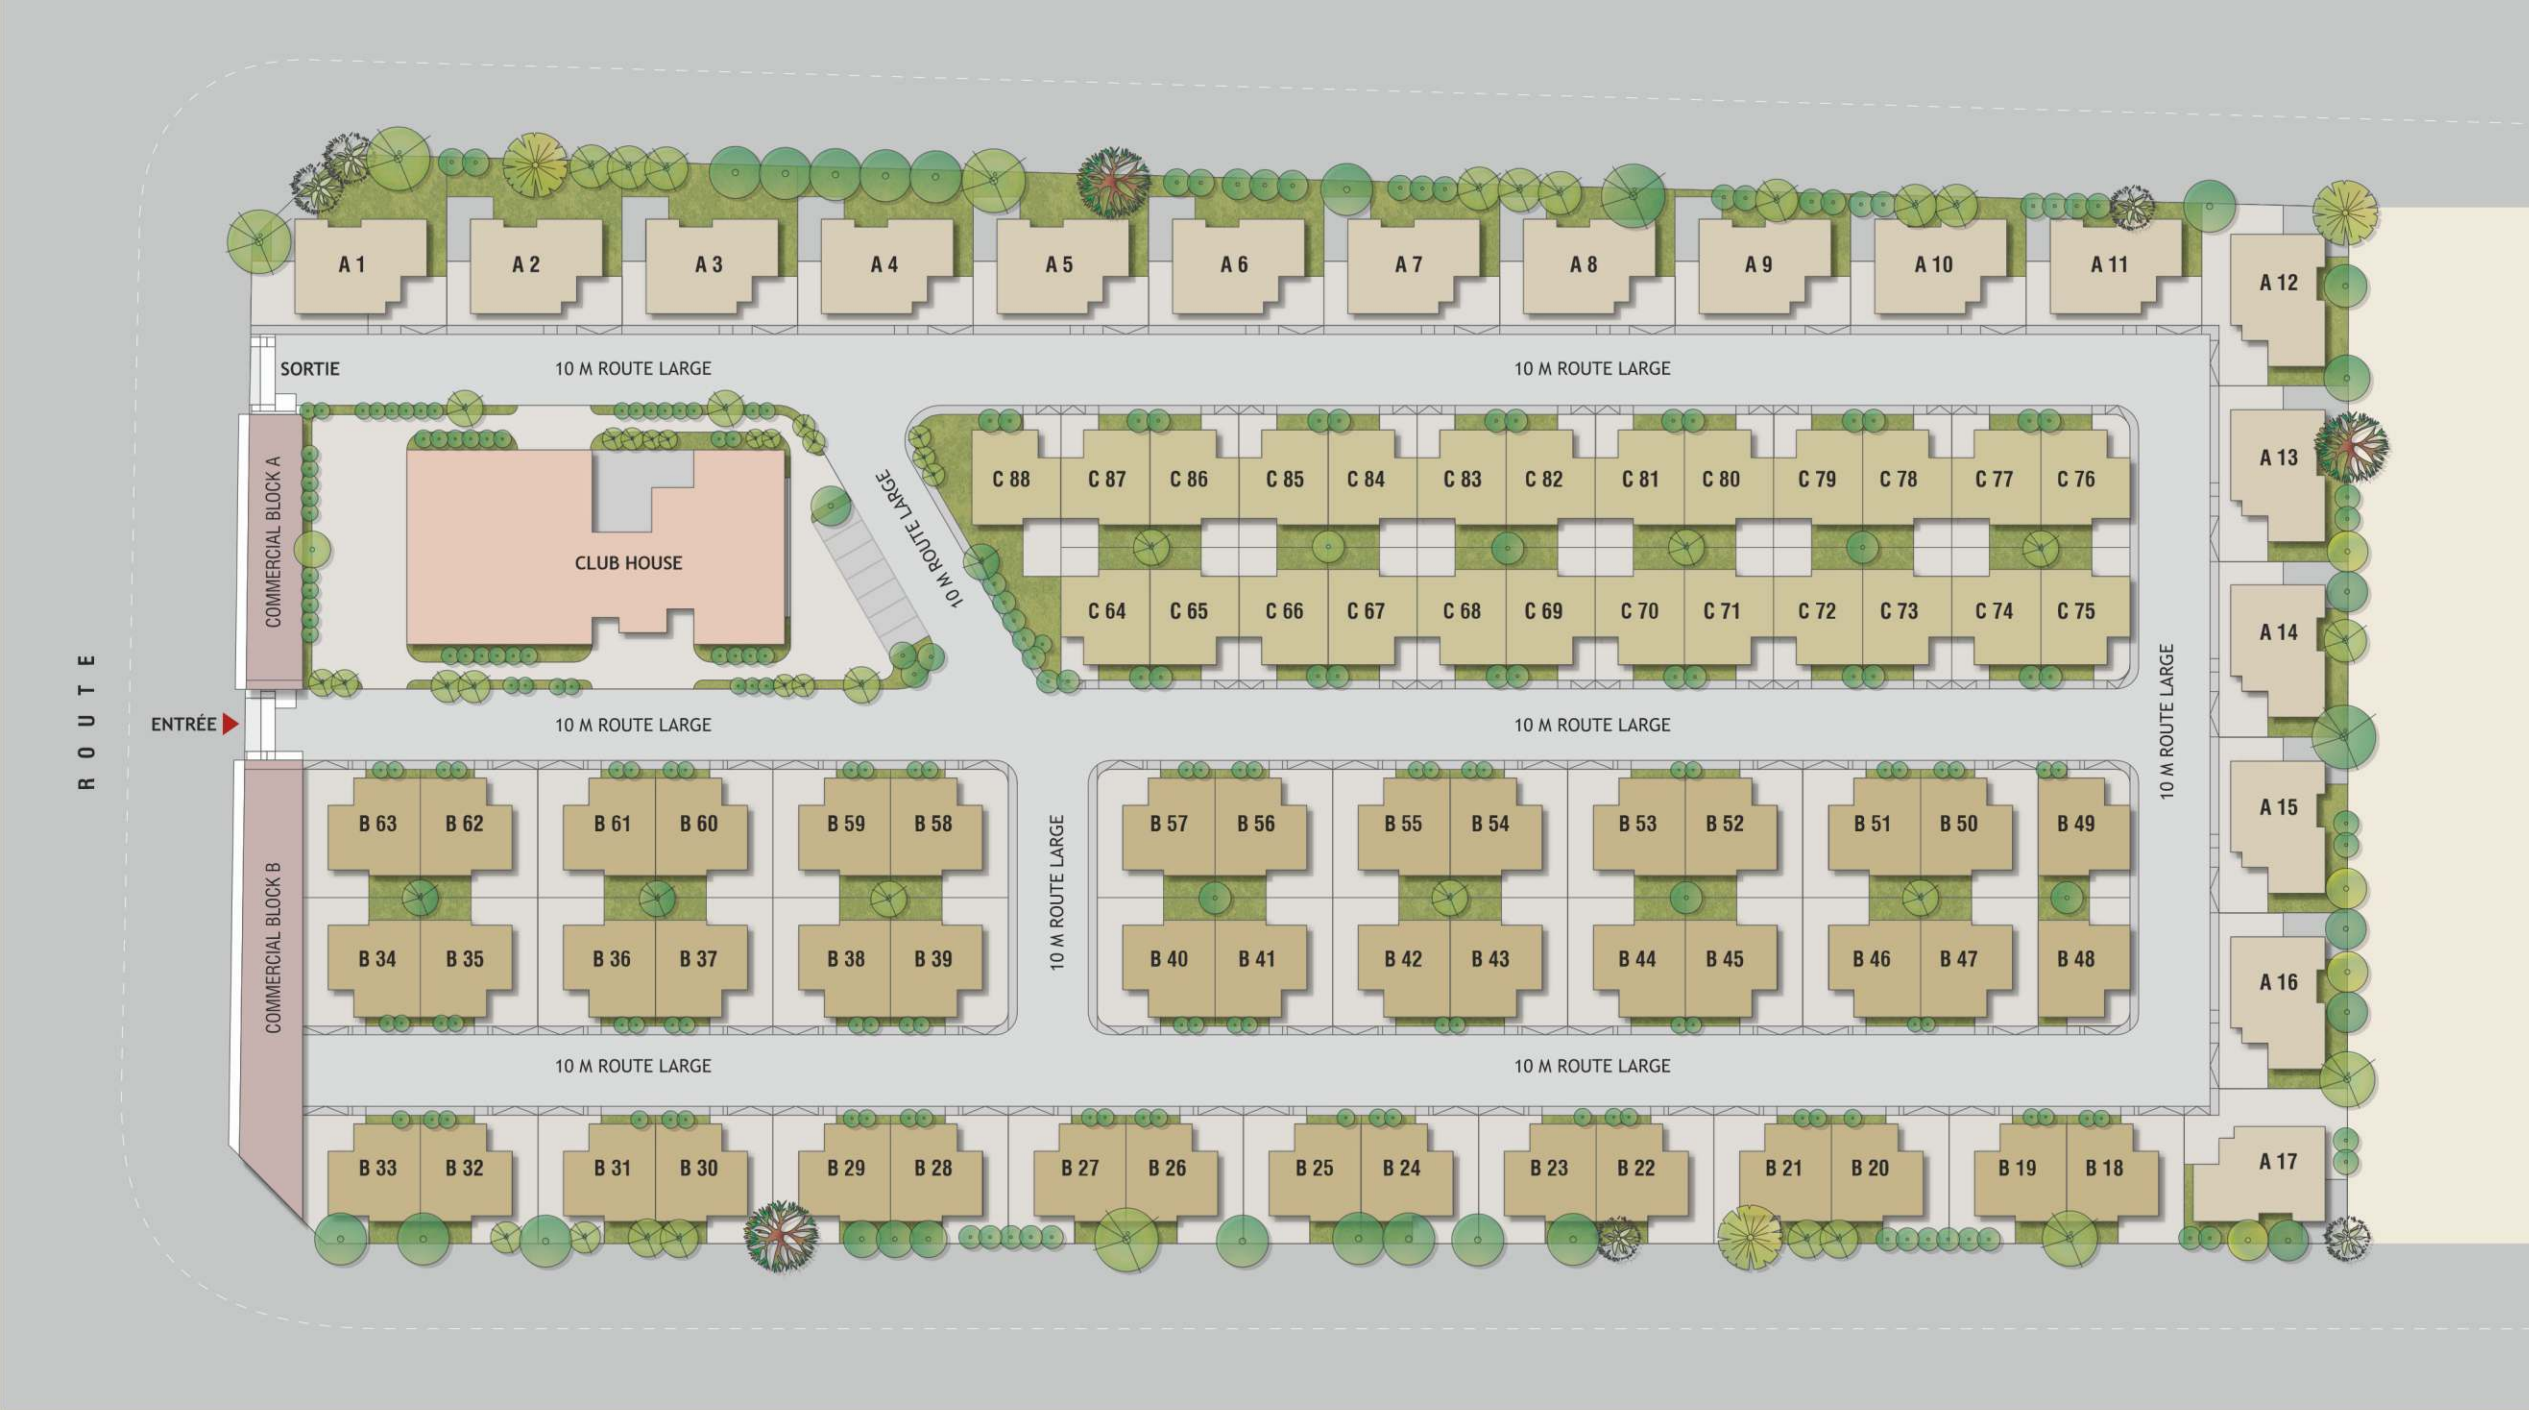 A 1
A 2
A 3
A 4
A 5
A 6
A 7
A 8
A 9
A 10
A 11
A 12
SORTIE
10 M ROUTE LARGE
10 M ROUTE LARGE
COMMERCIAL BLOCK A
CLUB HOUSE
10 M ROUTE LARGE
C 88
C 87
C 86
C 85
C 84
C 83
C 82
C 81
C 80
C 79
C 78
C 77
C 76
A 13
C 64
C 65
C 66
C 67
C 68
C 69
C 70
C 71
C 72
C 73
C 74
C 75
A 14
ROUTE
ENTRÉE
10 M ROUTE LARGE
10 M ROUTE LARGE
10 M ROUTE LARGE
A 15
COMMERCIAL BLOCK B
B 63
B 62
B 61
B 60
B 59
B 58
10 M ROUTE LARGE
B 57
B 56
B 55
B 54
B 53
B 52
B 51
B 50
B 49
B 34
B 35
B 36
B 37
B 38
B 39
B 40
B 41
B 42
B 43
B 44
B 45
B 46
B 47
B 48
A 16
10 M ROUTE LARGE
10 M ROUTE LARGE
B 33
B 32
B 31
B 30
B 29
B 28
B 27
B 26
B 25
B 24
B 23
B 22
B 21
B 20
B 19
B 18
A 17